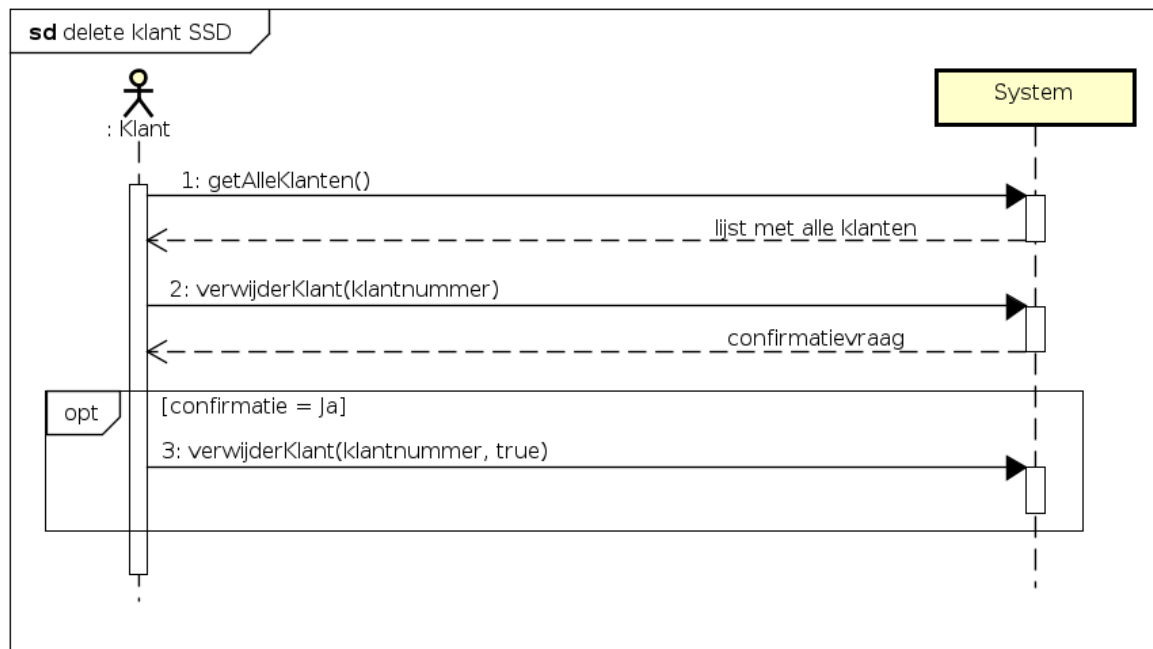 sd delete klant SSD
System
: Klant
1: getAlleKlanten()
lijst met alle klanten
2: verwijderKlant(klantnummer)
confirmatievraag
opt
[confirmatie = Ja]
3: verwijderKlant(klantnummer, true)